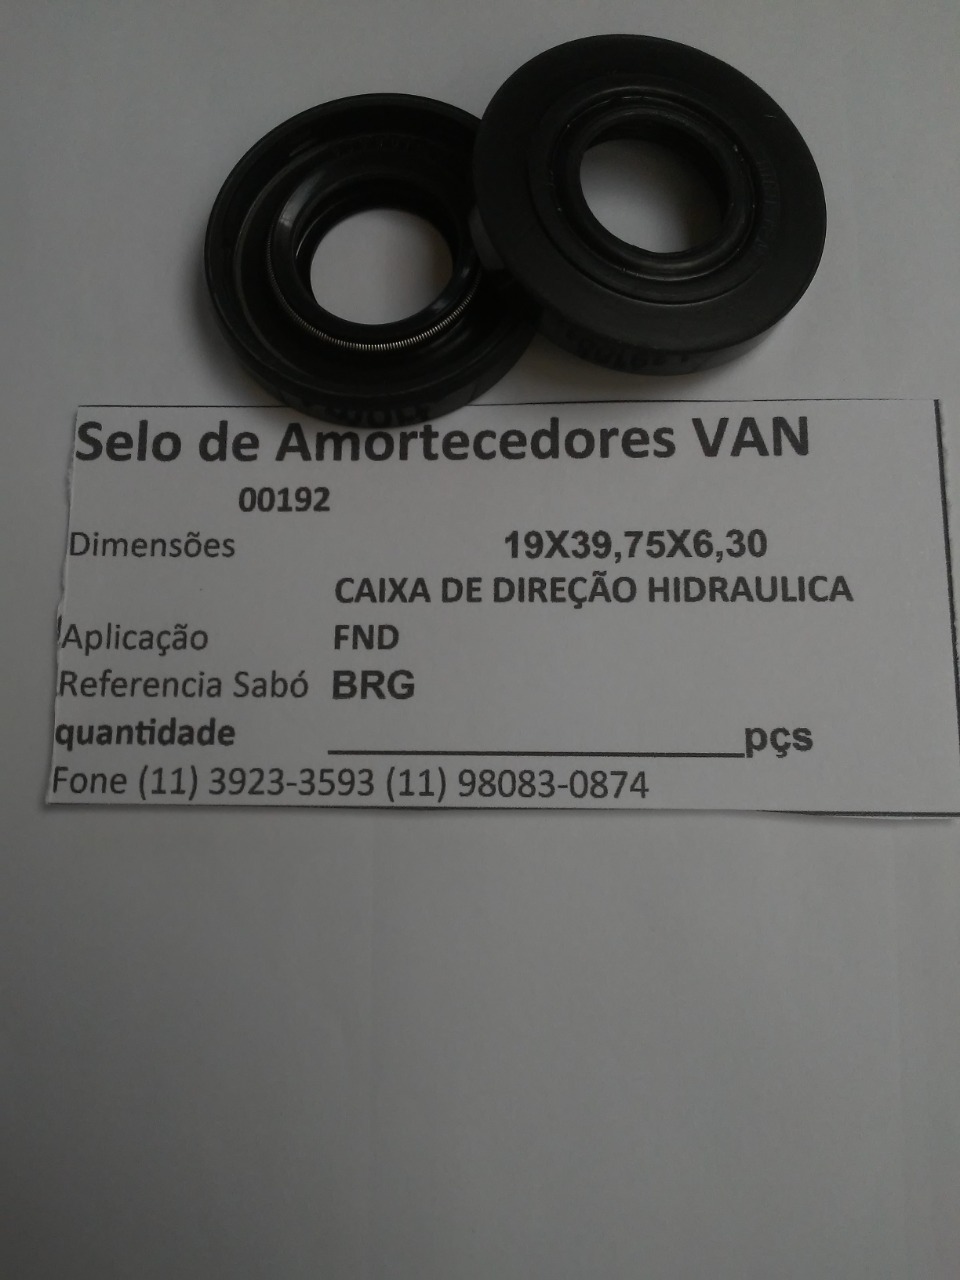 Selo de Amortecedores VAN
00192
Dimensões 19X39,75X6,30
CAIXA DE DIREÇÃO HIDRAULICA
Aplicação FND
Referencia Sabó BRG
quantidade ____________________pçs
Fone (11) 3923-3593 (11) 98083-0874